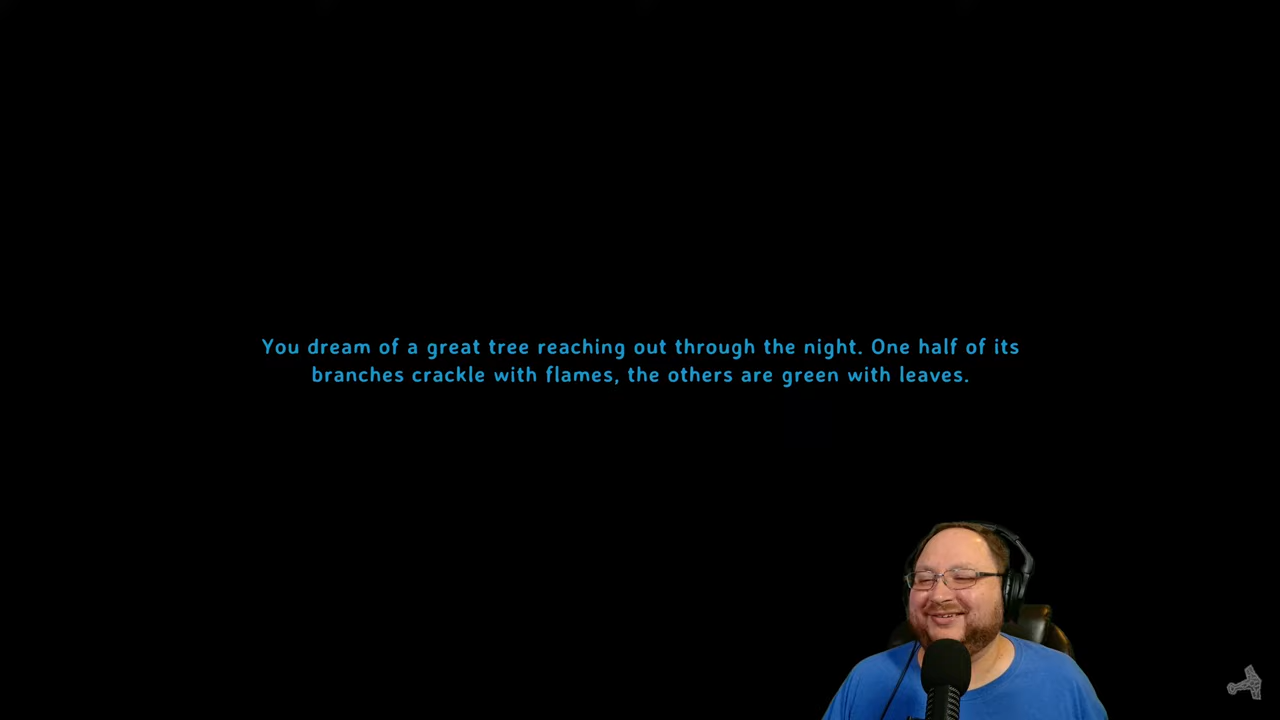 You dream of a great tree reaching out through the night. One half of its
branches crackle with flames, the others are green with leaves.